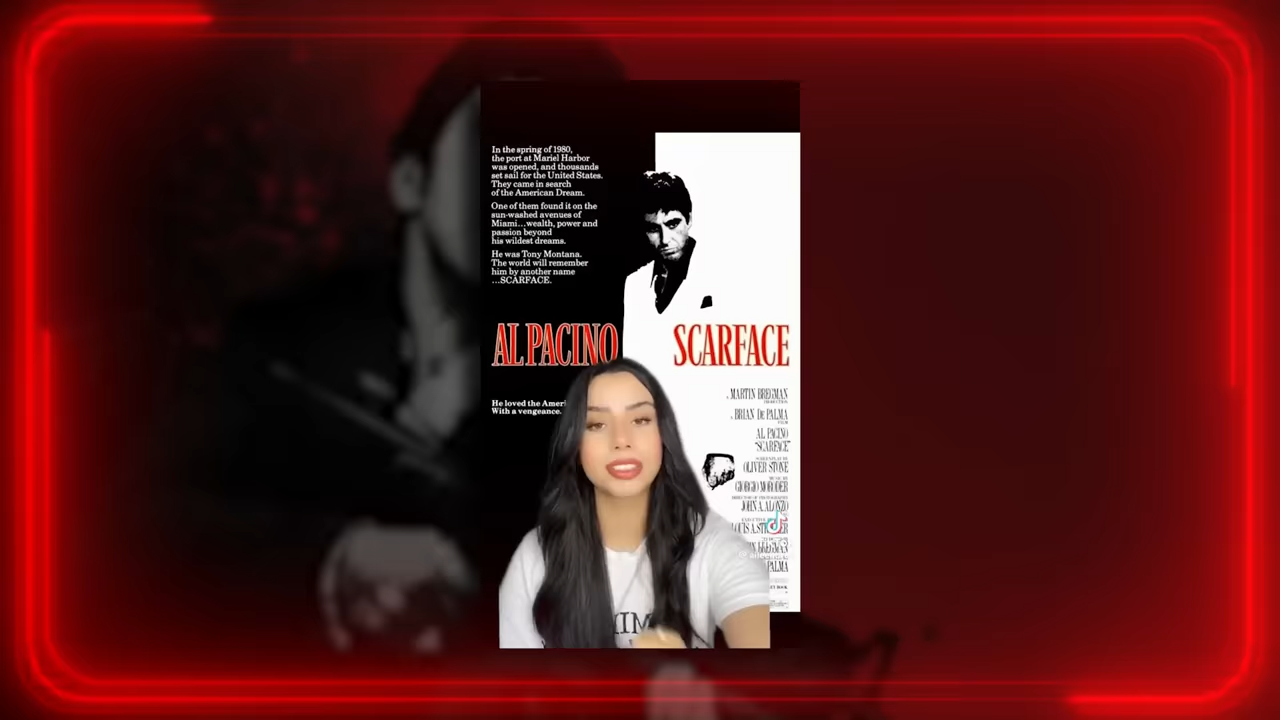 In the spring of 1980,
the port at Mariel Harbor
was opened, and thousands
set sail for the United States.
They came in search
of the American Dream.
One of them found it on the
sun-washed avenues of
Miami...wealth, power and
passion beyond
his wildest dreams.
He was Tony Montana.
The world will remember
him by another name
...SCARFACE.
AL PACINO
SCARFACE
He loved the Ameri
With a vengeance.
MARTIN BREGMAN
BRIAN DE PALMA
FILM
AL PACINO
"SCARFACE"
OLIVER STONE
GIORGIO MORODER
JOHN A. ALONZO
PALMA